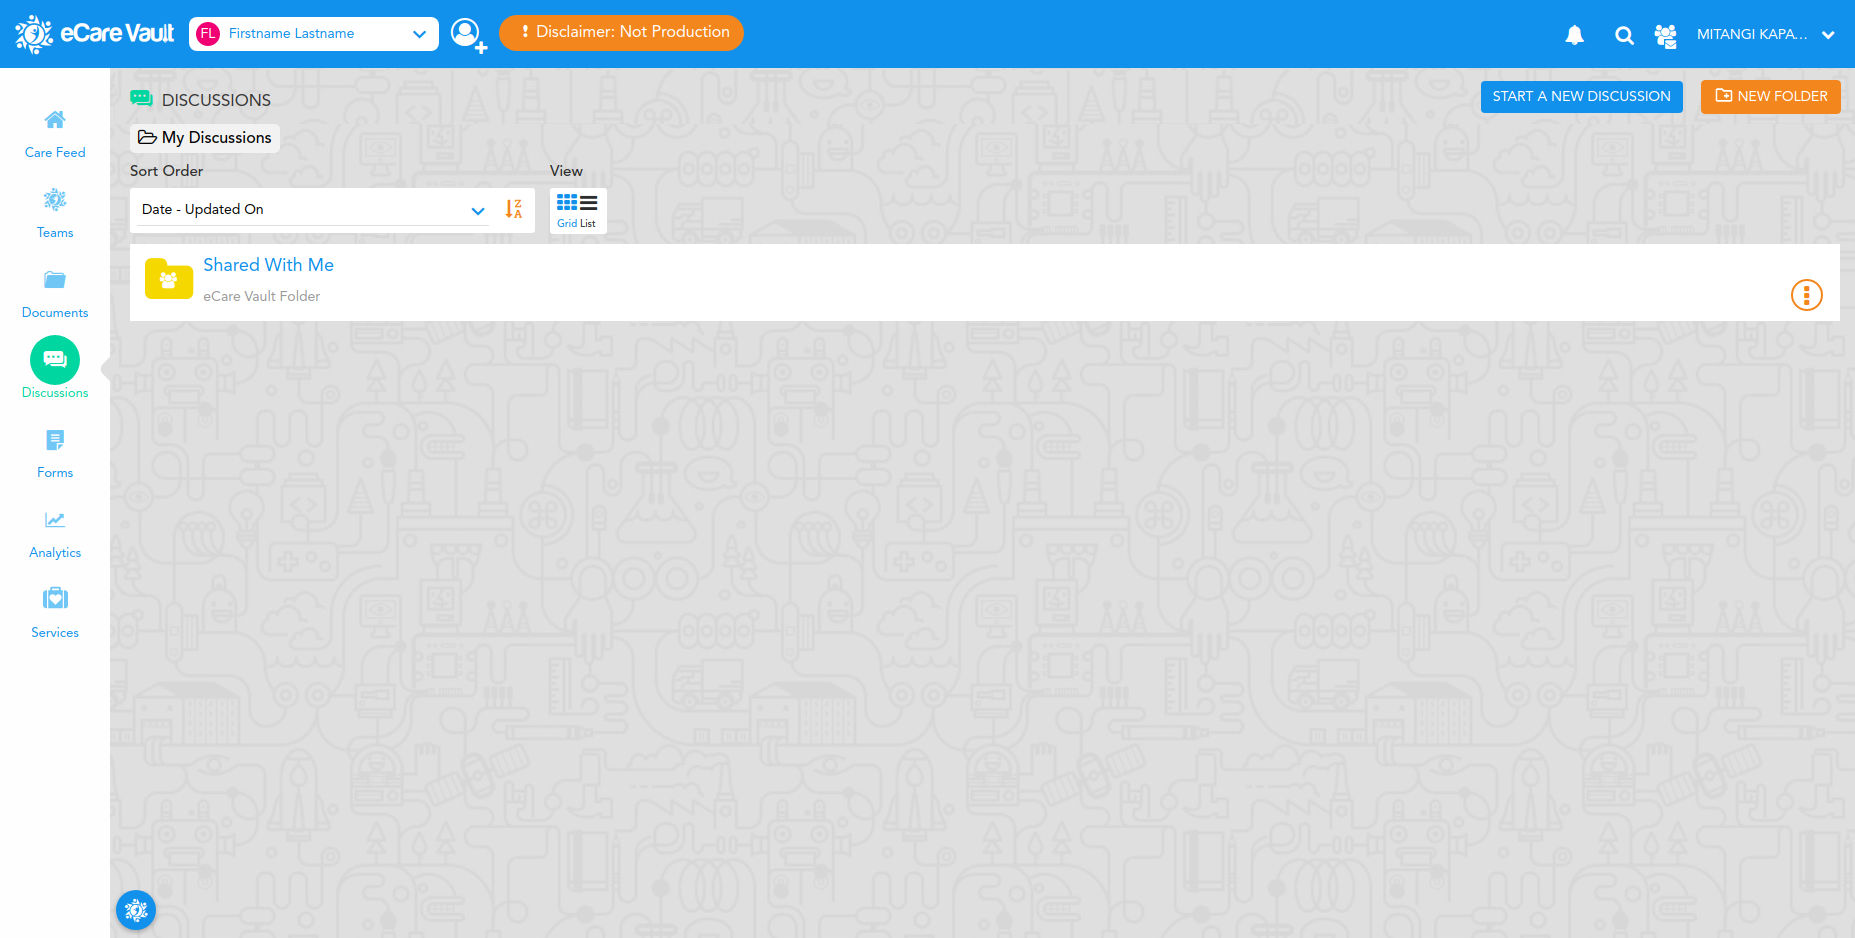 eCare Vault
FL Firstname Lastname
! Disclaimer: Not Production
MITANGI KAPA...
DISCUSSIONS
START A NEW DISCUSSION
NEW FOLDER
My Discussions
Sort Order
View
Date - Updated On
Z
A
Grid List
Shared With Me
eCare Vault Folder
Care Feed
Teams
Documents
Discussions
Forms
Analytics
Services